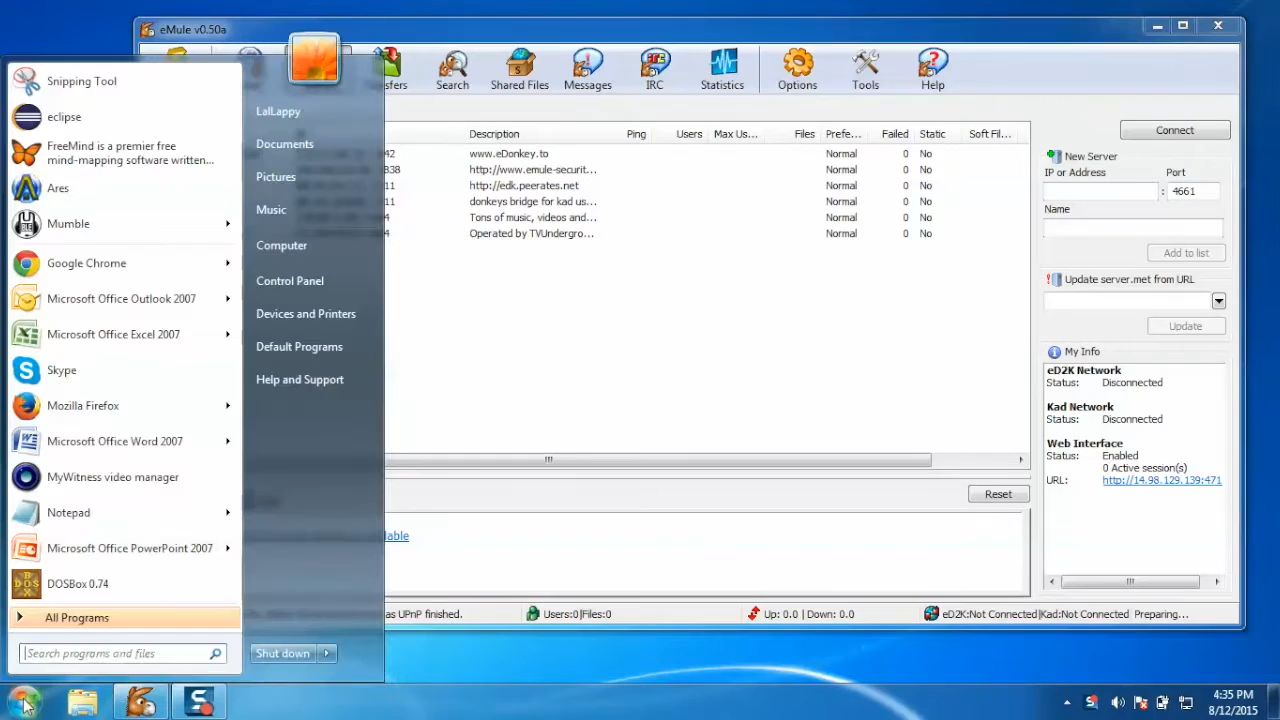 eMule v0.50a
sfers
Search
Shared Files
Messages
IRC
Statistics
Options
Tools
Help
Snipping Tool
eclipse
FreeMind is a premier free
mind-mapping software written...
Ares
Mumble
Google Chrome
Microsoft Office Outlook 2007
Microsoft Office Excel 2007
Skype
Mozilla Firefox
Microsoft Office Word 2007
MyWitness video manager
Notepad
Microsoft Office PowerPoint 2007
DOSBox 0.74
All Programs
Search programs and files
LalLappy
Documents
Pictures
Music
Computer
Control Panel
Devices and Printers
Default Programs
Help and Support
Shut down
Description Ping Users Max Us... Files Prefe... Failed Static Soft Fil...
42 www.eDonkey.to Normal 0 No
338 http://www.emule-securit... Normal 0 No
11 http://edk.peerates.net Normal 0 No
11 donkeys bridge for kad us... Normal 0 No
4 Tons of music, videos and... Normal 0 No
4 Operated by TVUndergro... Normal 0 No
Connect
New Server
IP or Address Port
: 4661
Name
Add to list
Update server.met from URL
Update
My Info
eD2K Network
Status: Disconnected
Kad Network
Status: Disconnected
Web Interface
Status: Enabled
0 Active session(s)
URL: http://14.98.129.139:471
Reset
lable
as UPnP finished. Users:0|Files:0 Up: 0.0 | Down: 0.0 eD2K:Not Connected|Kad:Not Connected Preparing...
4:35 PM
8/12/2015